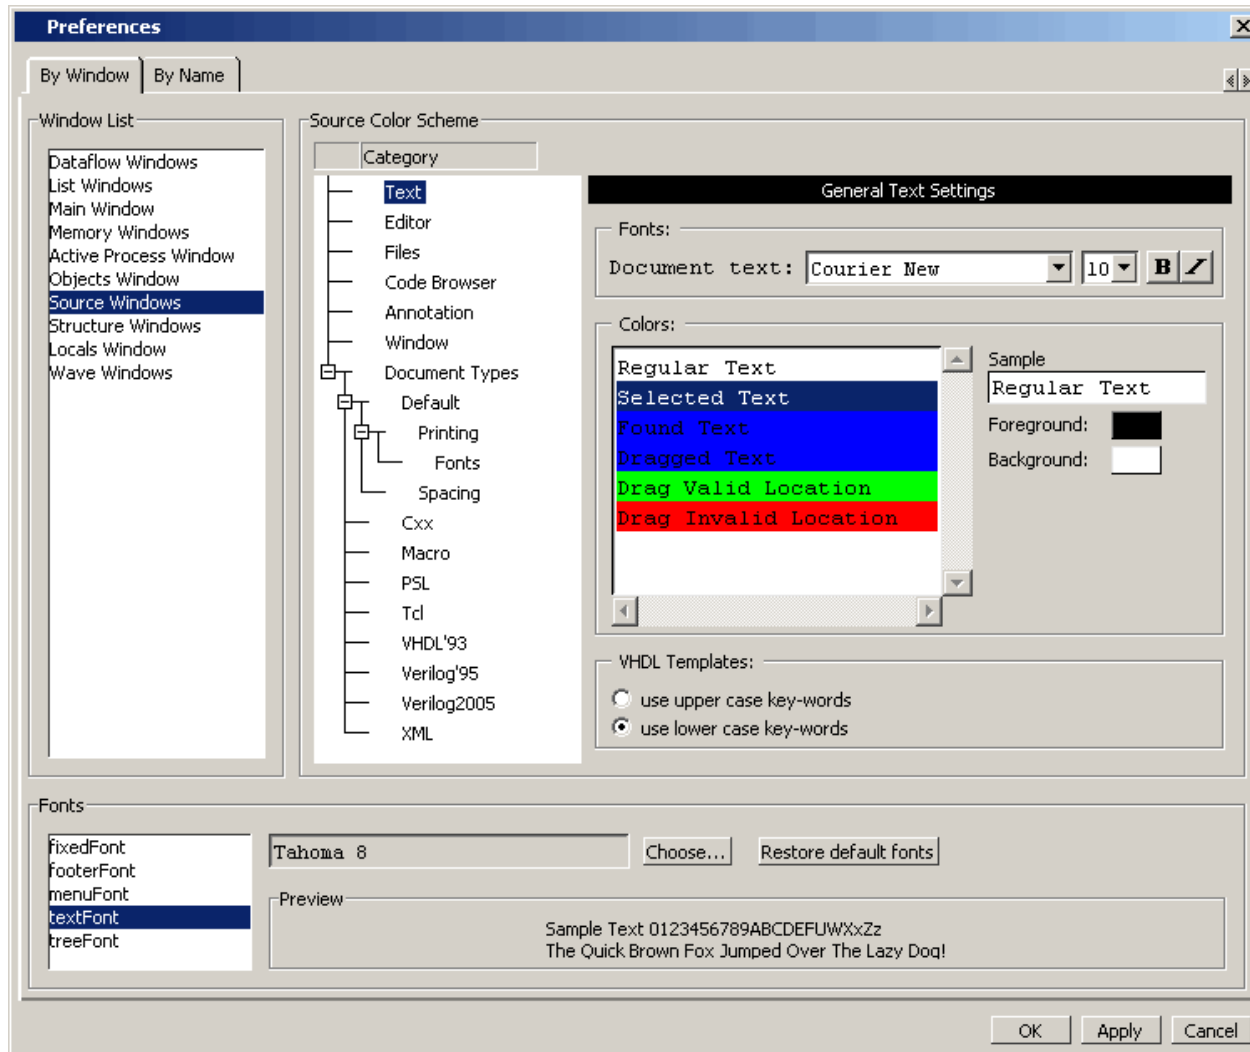 Preferences
By Window By Name
Window List
Dataflow Windows
List Windows
Main Window
Memory Windows
Active Process Window
Objects Window
Source Windows
Structure Windows
Locals Window
Wave Windows
Source Color Scheme
Category
Text
Editor
Files
Code Browser
Annotation
Window
Document Types
Default
Printing
Fonts
Spacing
Cxx
Macro
PSL
Tcl
VHDL'93
Verilog'95
Verilog2005
XML
General Text Settings
Fonts:
Document text: Courier New 10 B I
Colors:
Regular Text
Selected Text
Found Text
Dragged Text
Drag Valid Location
Drag Invalid Location
Sample
Regular Text
Foreground:
Background:
VHDL Templates:
use upper case key-words
use lower case key-words
Fonts
fixedFont
footerFont
menuFont
textFont
treeFont
Tahoma 8 Choose... Restore default fonts
Preview
Sample Text 0123456789ABCDEFUWXxZz
The Quick Brown Fox Jumped Over The Lazy Dog!
OK Apply Cancel